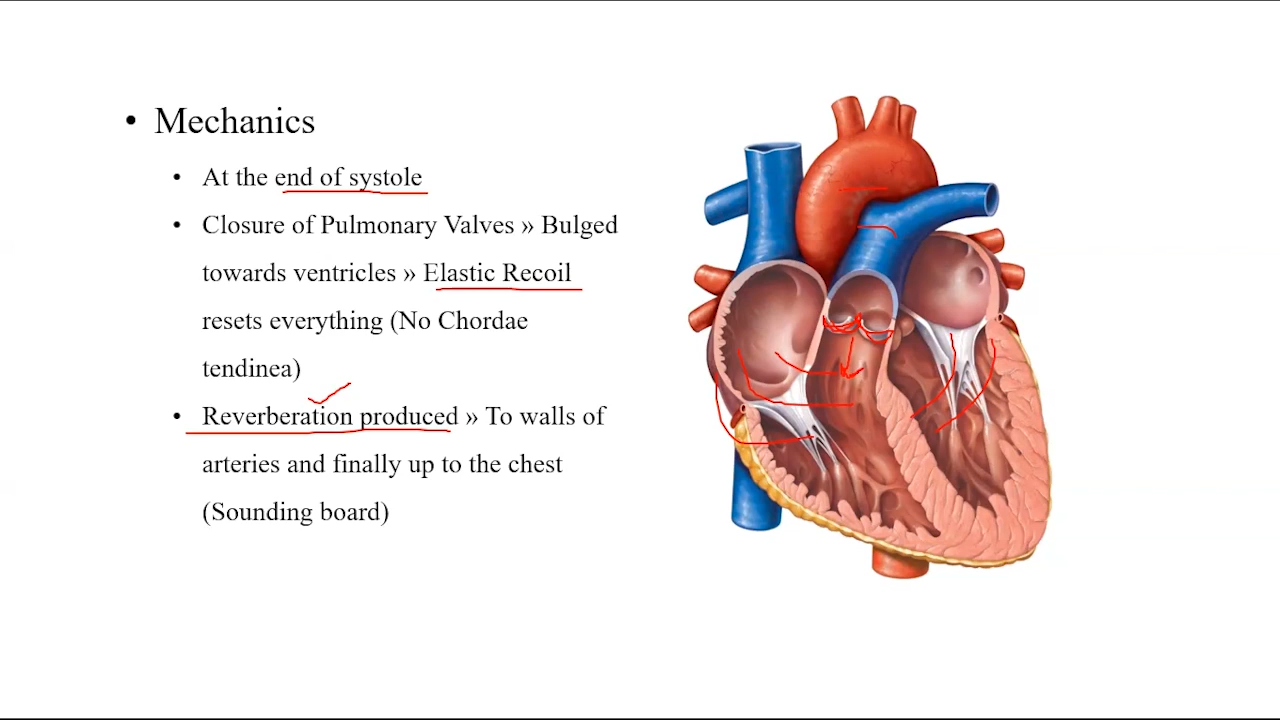 • Mechanics
• At the end of systole
• Closure of Pulmonary Valves » Bulged
towards ventricles » Elastic Recoil
resets everything (No Chordae
tendinea)
• Reverberation produced » To walls of
arteries and finally up to the chest
(Sounding board)